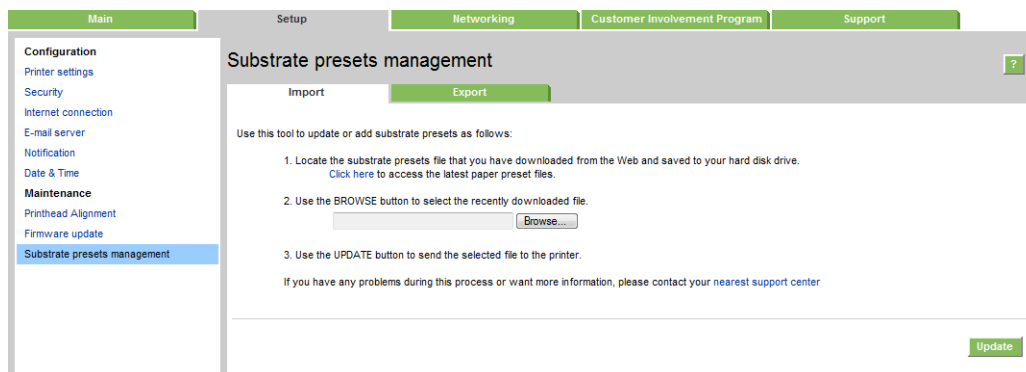 Main
Setup
Networking
Customer Involvement Program
Support
Configuration
Printer settings
Security
Internet connection
E-mail server
Notification
Date & Time
Maintenance
Printhead Alignment
Firmware update
Substrate presets management
Substrate presets management
?
Import
Export
Use this tool to update or add substrate presets as follows:
1. Locate the substrate presets file that you have downloaded from the Web and saved to your hard disk drive.
Click here to access the latest paper preset files.
2. Use the BROWSE button to select the recently downloaded file.
Browse...
3. Use the UPDATE button to send the selected file to the printer.
If you have any problems during this process or want more information, please contact your nearest support center
Update